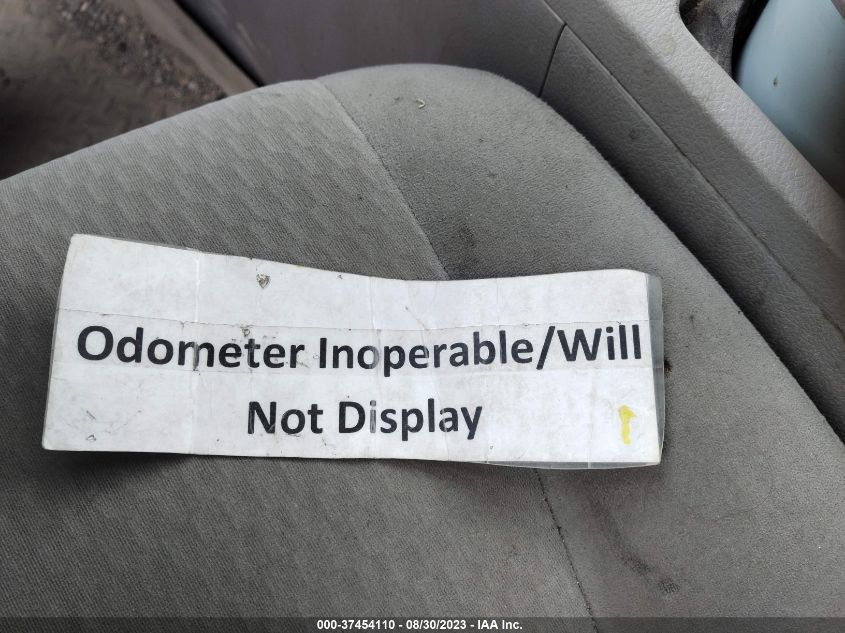 Odometer Inoperable/Will
Not Display
000-37454110 - 08/30/2023 - IAA Inc.